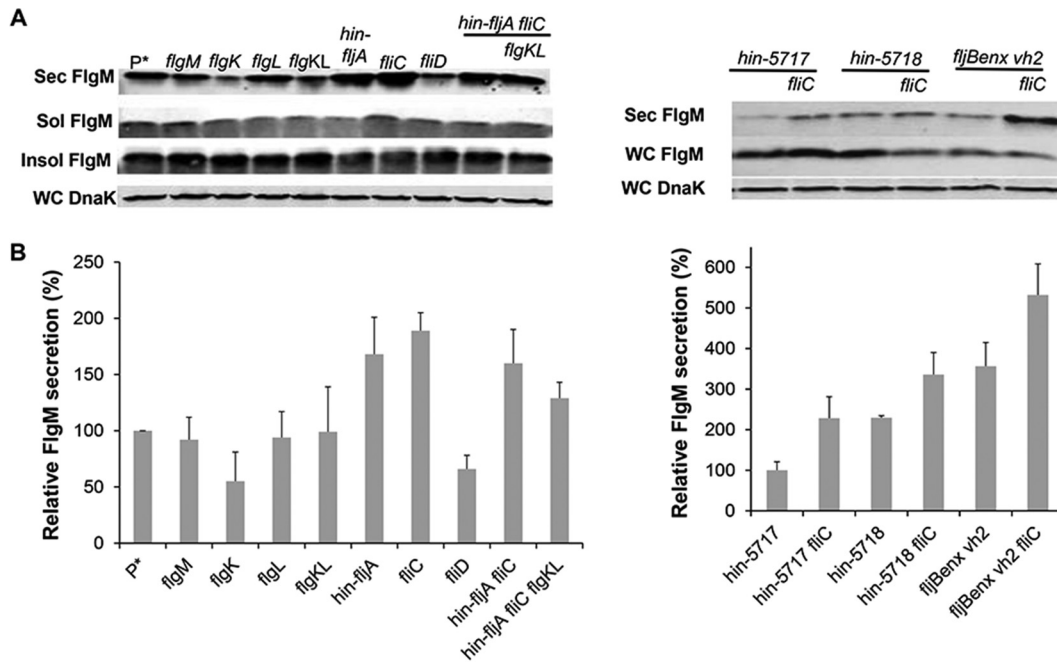 A
P*
flgM
flgK
flgL
flgKL
hin-
fljA
fliC
fliD
hin-fljA fliC
flgKL
Sec FlgM
Sol FlgM
Insol FlgM
WC DnaK
hin-5717
fliC
hin-5718
fliC
fljBenx vh2
fliC
Sec FlgM
WC FlgM
WC DnaK
B
Relative FlgM secretion (%)
250
200
150
100
50
0
P*
flgM
flgK
flgL
flgKL
hin-fljA
fliC
fliD
hin-fljA fliC
hin-fljA fliC flgKL
Relative FlgM secretion (%)
600
500
400
300
200
100
0
hin-5717
hin-5717 fliC
hin-5718
hin-5718 fliC
fljBenx vh2
fljBenx vh2 fliC